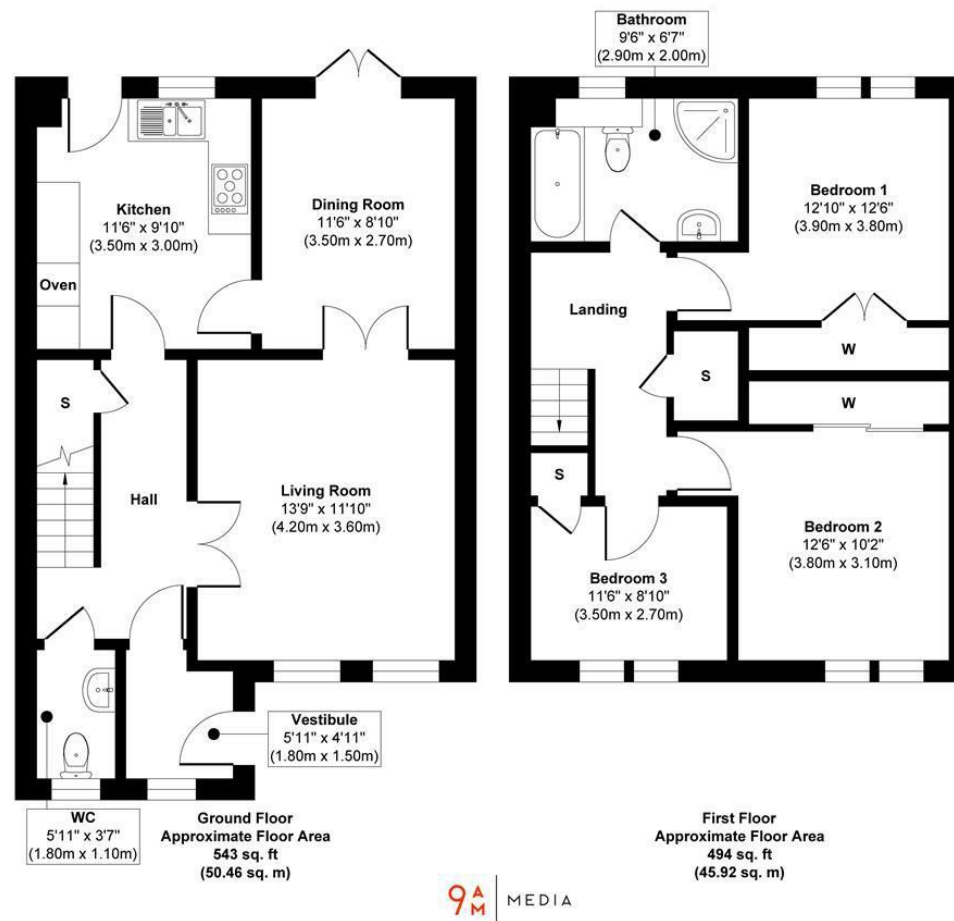 Bathroom
9'6" x 6'7"
(2.90m x 2.00m)
Kitchen
11'6" x 9'10"
(3.50m x 3.00m)
Oven
Dining Room
11'6" x 8'10"
(3.50m x 2.70m)
S
Hall
Living Room
13'9" x 11'10"
(4.20m x 3.60m)
Vestibule
5'11" x 4'11"
(1.80m x 1.50m)
WC
5'11" x 3'7"
(1.80m x 1.10m)
Ground Floor
Approximate Floor Area
543 sq. ft
(50.46 sq. m)
Bedroom 1
12'10" x 12'6"
(3.90m x 3.80m)
Landing
W
S
W
S
Bedroom 2
12'6" x 10'2"
(3.80m x 3.10m)
Bedroom 3
11'6" x 8'10"
(3.50m x 2.70m)
First Floor
Approximate Floor Area
494 sq. ft
(45.92 sq. m)
9AM MEDIA